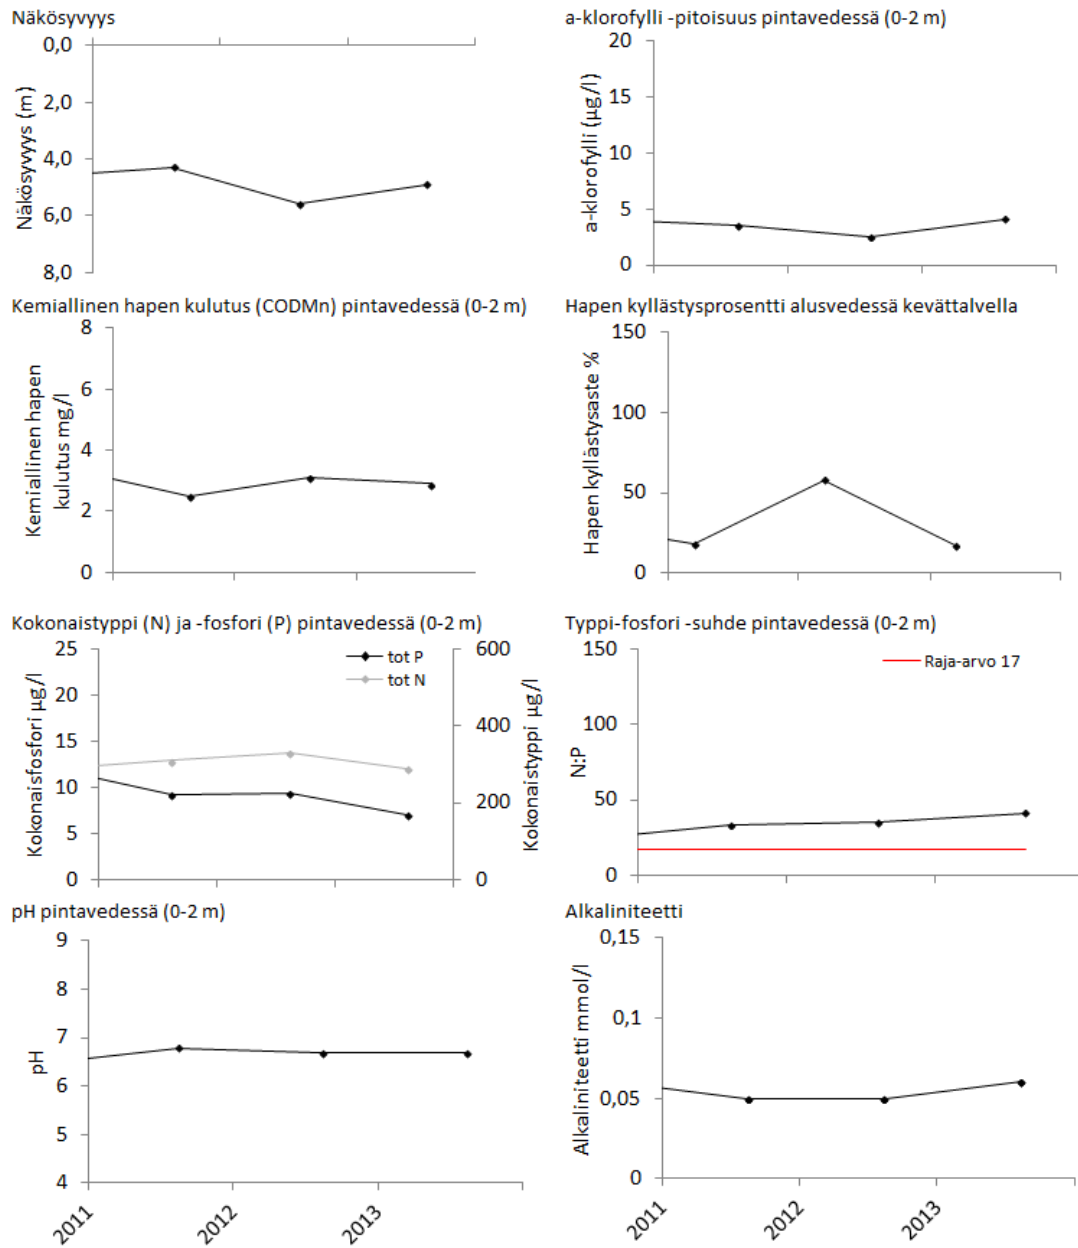 Näkösyvyys
0,0
2,0
4,0
6,0
8,0
Näkösyvyys (m)
a-klorofylli -pitoisuus pintavedessä (0-2 m)
20
15
10
5
0
a-klorofylli (µg/l)
Kemiallinen hapen kulutus (CODMn) pintavedessä (0-2 m)
8
6
4
2
0
Kemiallinen hapen
kulutus mg/l
Hapen kyllästysprosentti alusvedessä kevättalvella
150
100
50
0
Hapen kyllästysaste %
Kokonaistyppi (N) ja -fosfori (P) pintavedessä (0-2 m)
25
20
15
10
5
0
Kokonaisfosfori µg/l
tot P
tot N
600
400
200
0
Kokonaistyppi µg/l
Typpi-fosfori -suhde pintavedessä (0-2 m)
150
100
50
0
N:P
Raja-arvo 17
pH pintavedessä (0-2 m)
9
8
7
6
5
4
pH
2011
2012
2013
Alkaliniteetti
0,15
0,1
0,05
0
Alkaliniteetti mmol/l
2011
2012
2013